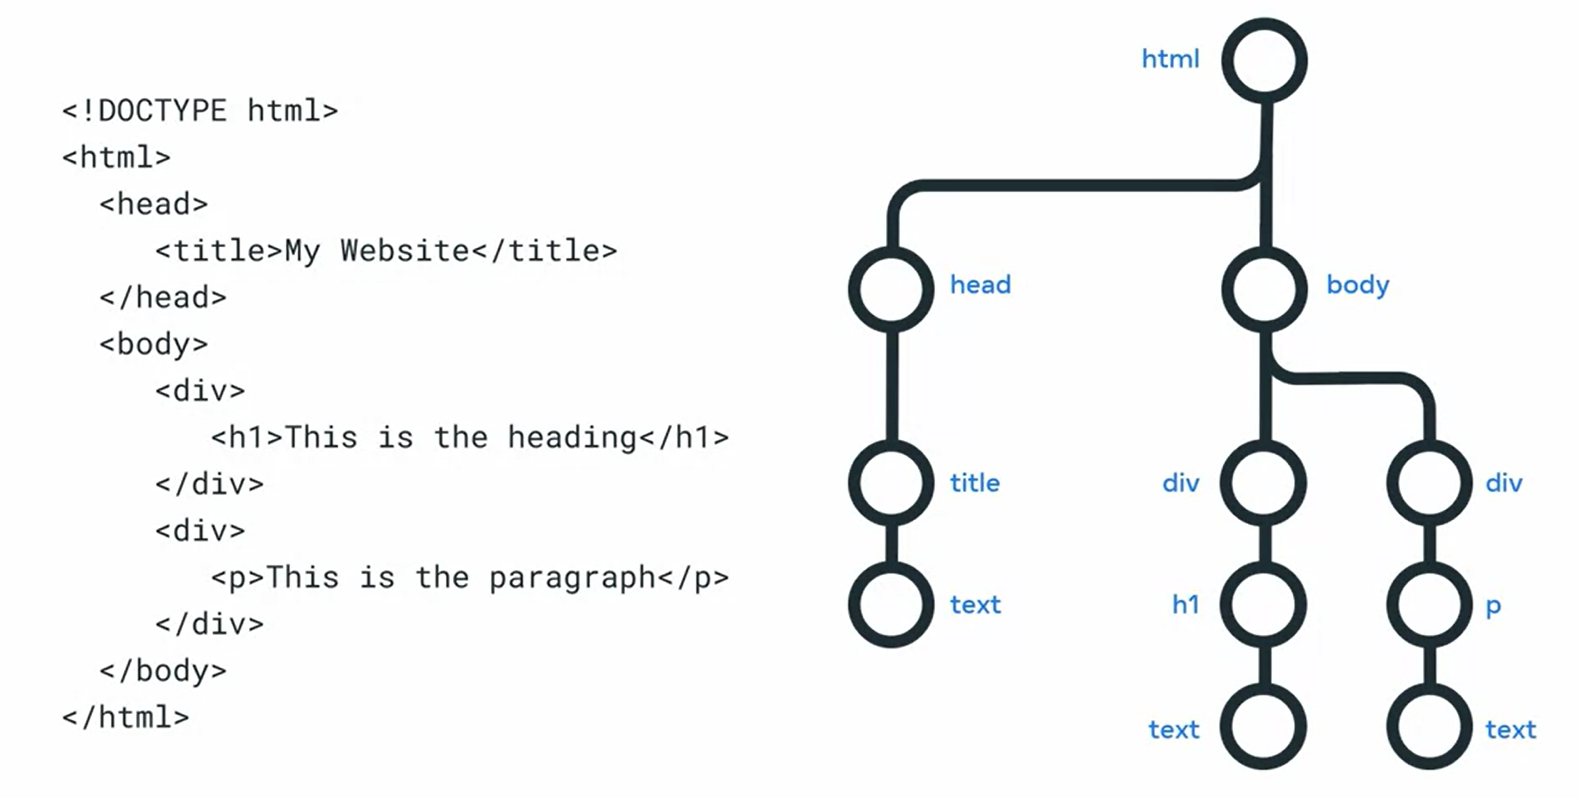 <!DOCTYPE html>
<html>
<head>
<title>My Website</title>
</head>
<body>
<div>
<h1>This is the heading</h1>
</div>
<div>
<p>This is the paragraph</p>
</div>
</body>
</html>
html
head
body
title
div
div
text
h1
p
text
text